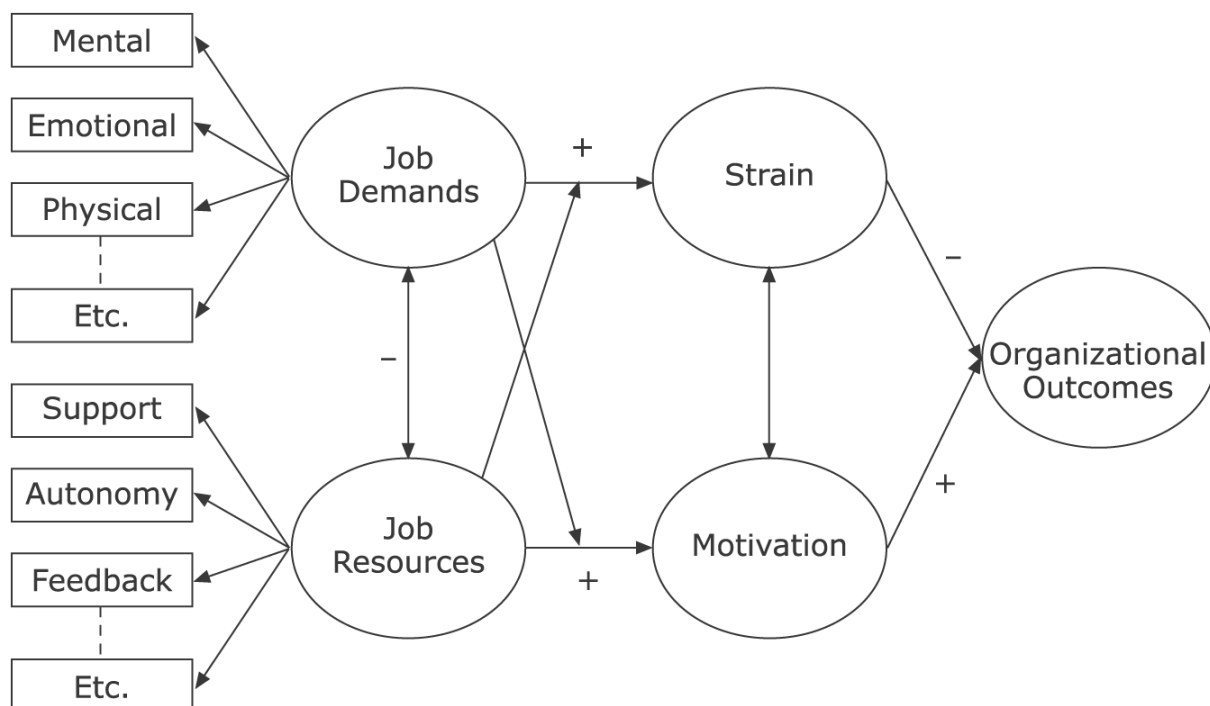 Mental
Emotional
Physical
Etc.
Support
Autonomy
Feedback
Etc.
Job
Demands
–
Job
Resources
+
+
Strain
Motivation
–
+
Organizational
Outcomes